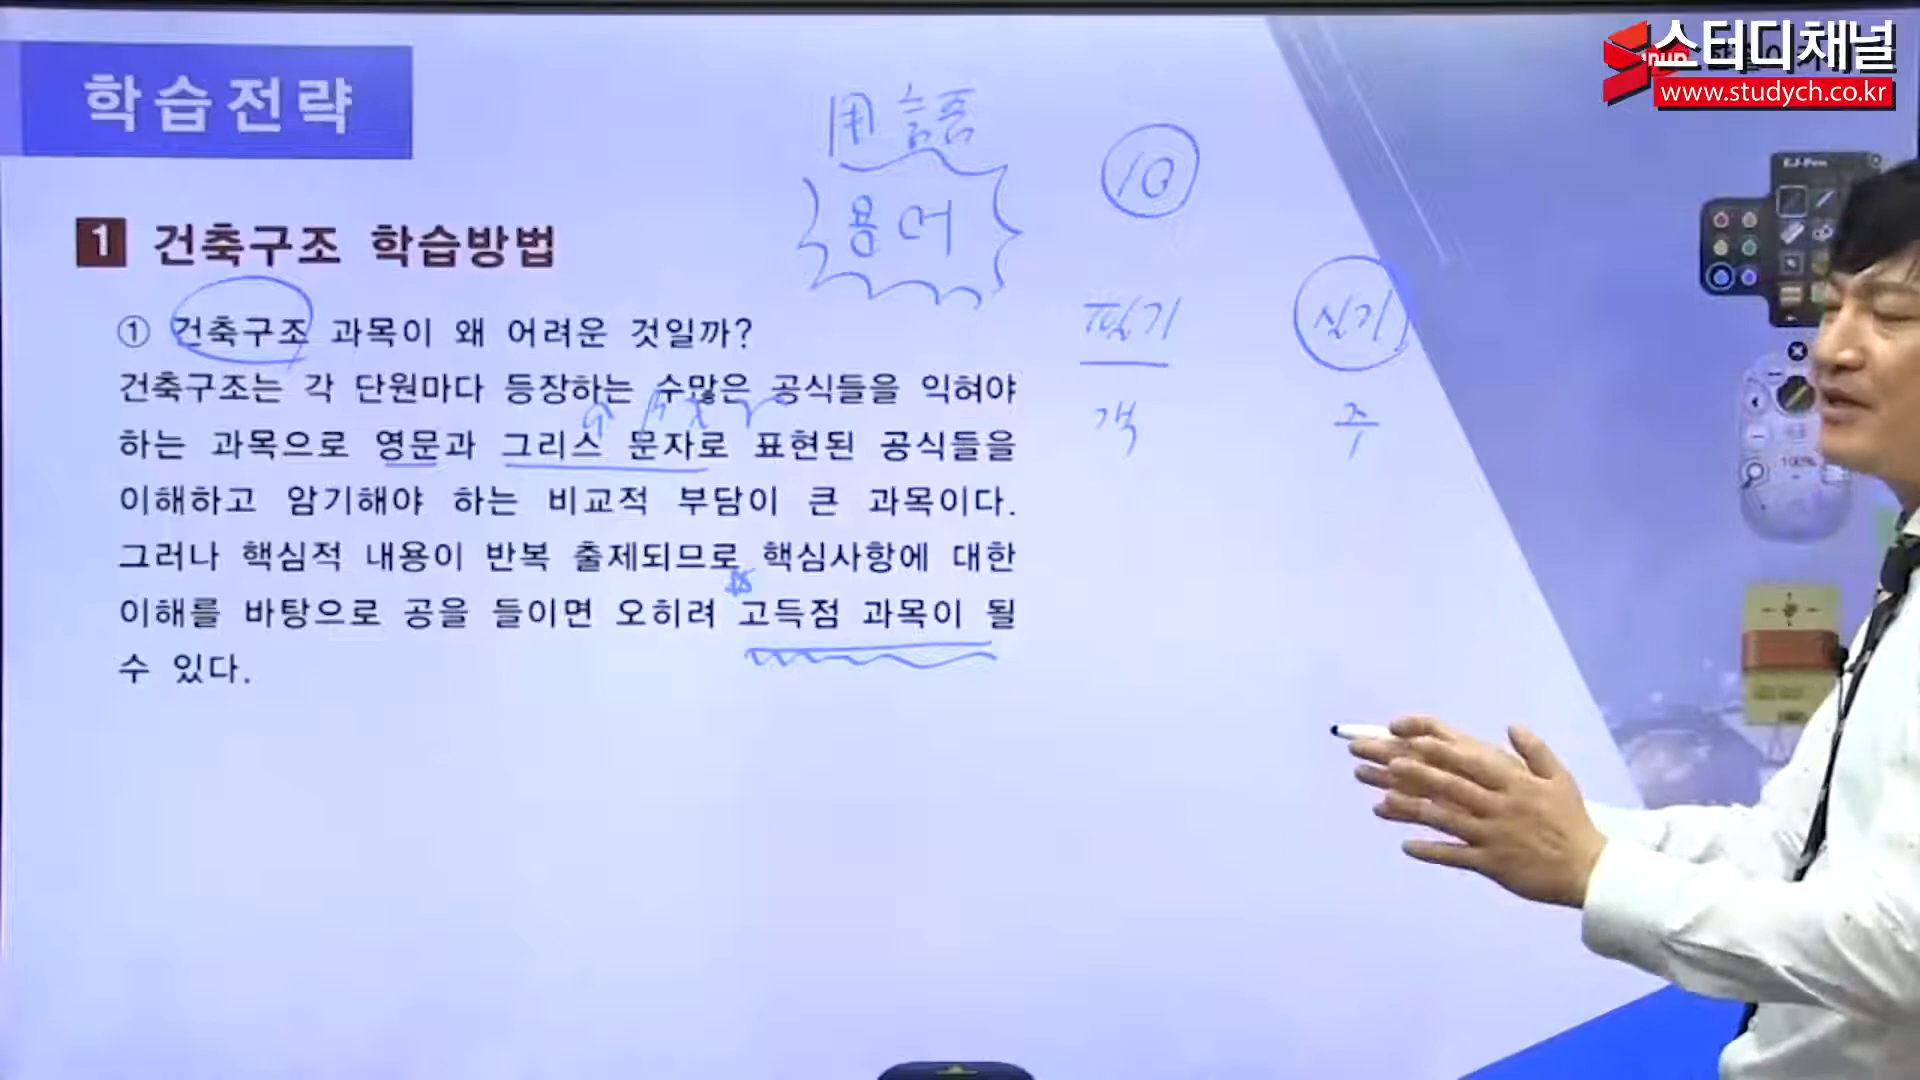 스터디채널
www.studych.co.kr
학습전략
用語
용어
10
1 건축구조 학습방법
필기 실기
객 주
① 건축구조 과목이 왜 어려운 것일까?
건축구조는 각 단원마다 등장하는 수많은 공식들을 익혀야
하는 과목으로 영문과 그리스 문자로 표현된 공식들을
이해하고 암기해야 하는 비교적 부담이 큰 과목이다.
그러나 핵심적 내용이 반복 출제되므로 핵심사항에 대한
이해를 바탕으로 공을 들이면 오히려 고득점 과목이 될
수 있다.
100%